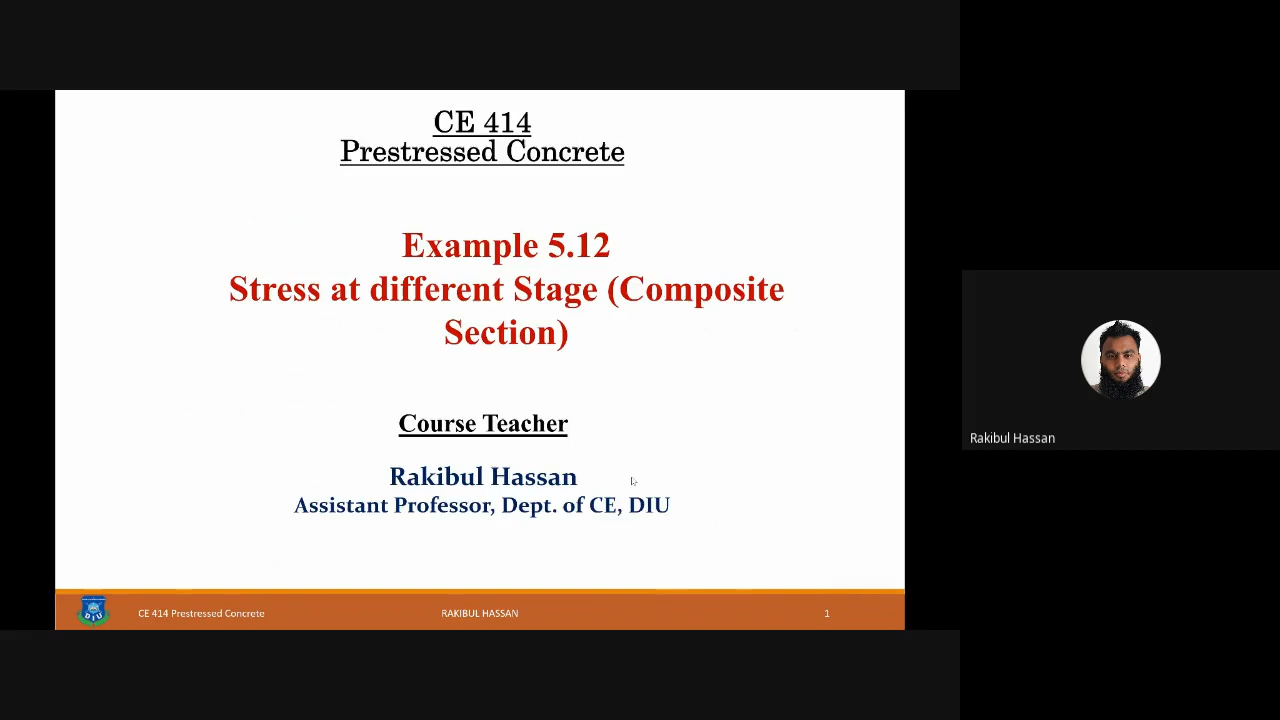 CE 414
Prestressed Concrete
Example 5.12
Stress at different Stage (Composite
Section)
Course Teacher
Rakibul Hassan
Assistant Professor, Dept. of CE, DIU
DIU
CE 414 Prestressed Concrete
RAKIBUL HASSAN
1
Rakibul Hassan